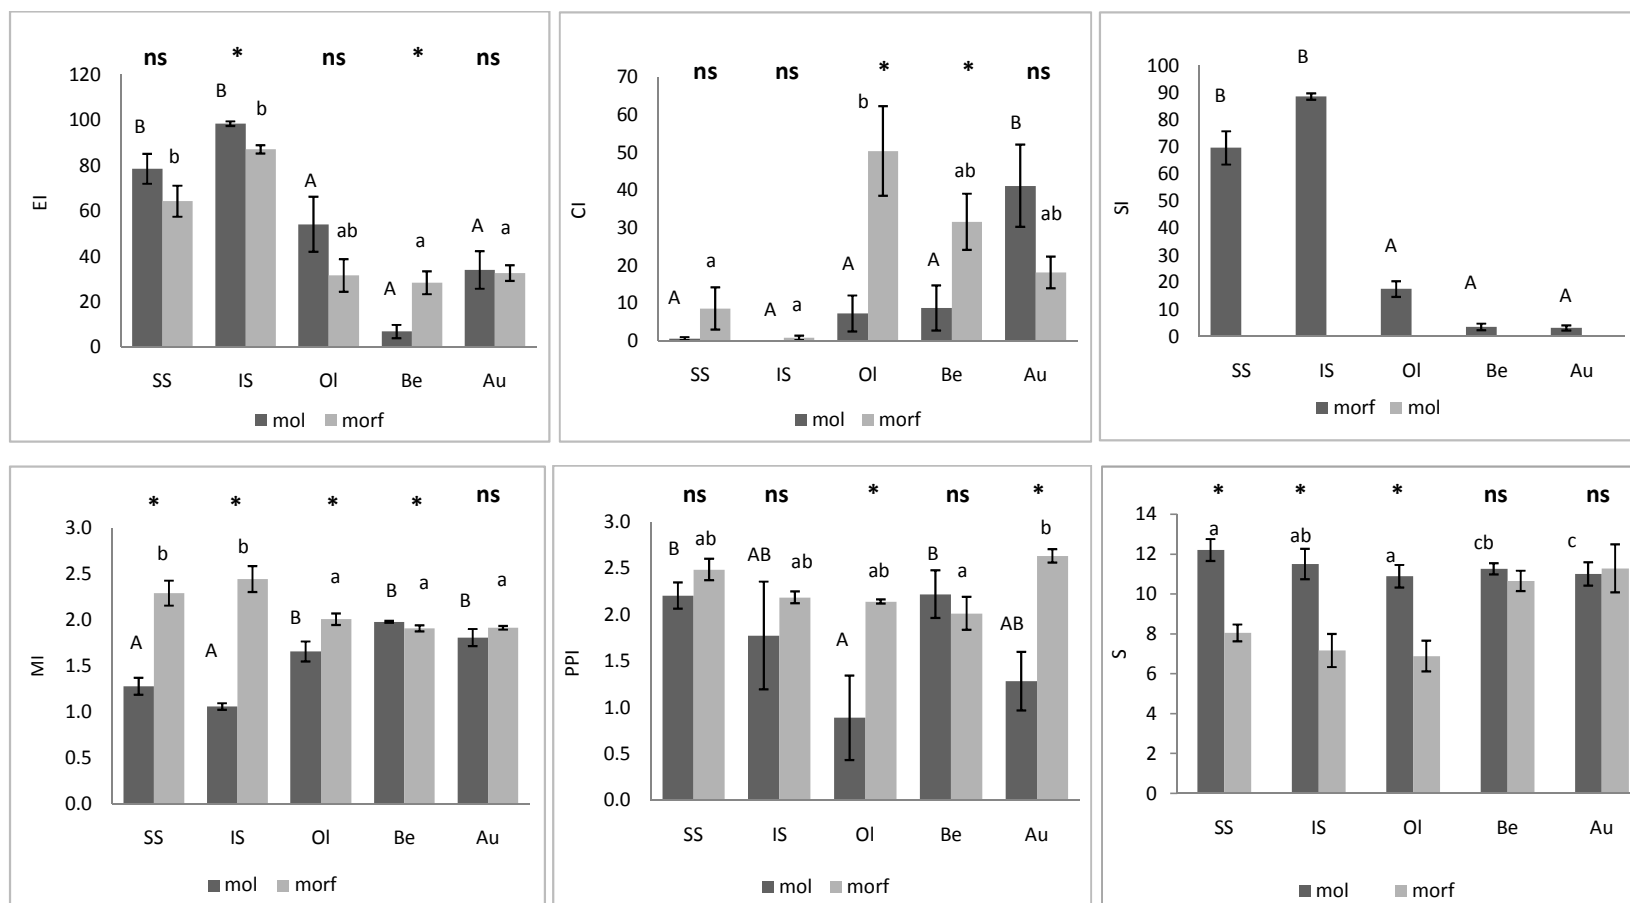 ns * ns * ns
120
100
80
60
40
20
0
EI
B b B b A ab A a A a
SS IS Ol Be Au
mol morf
ns ns * * ns
70
60
50
40
30
20
10
0
CI
A a A a A b A ab B ab
SS IS Ol Be Au
mol morf
100
90
80
70
60
50
40
30
20
10
0
SI
B B A A A
SS IS Ol Be Au
morf mol
* * * * ns
3.0
2.5
2.0
1.5
1.0
0.5
0.0
MI
A b A b B a B a B a
SS IS Ol Be Au
mol morf
ns ns * ns *
3.0
2.5
2.0
1.5
1.0
0.5
0.0
PPI
B ab AB ab A ab B a AB b
SS IS Ol Be Au
mol morf
* * * ns ns
14
12
10
8
6
4
2
0
S
a ab a cb c
SS IS Ol Be Au
mol morf